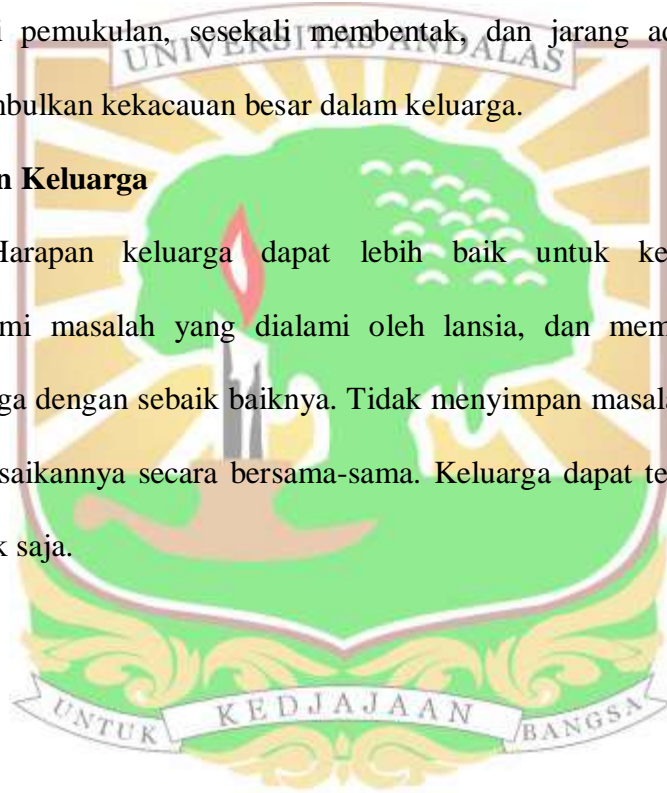 i pemukulan, sesekali membentak, dan jarang ad
UNIVERSITAS ANDALAS
mbulkan kekacauan besar dalam keluarga.
n Keluarga
Harapan keluarga dapat lebih baik untuk ke
mi masalah yang dialami oleh lansia, dan mem
ga dengan sebaik baiknya. Tidak menyimpan masala
saikannya secara bersama-sama. Keluarga dapat te
k saja.
UNTUK KEDJAJAAN BANGSA